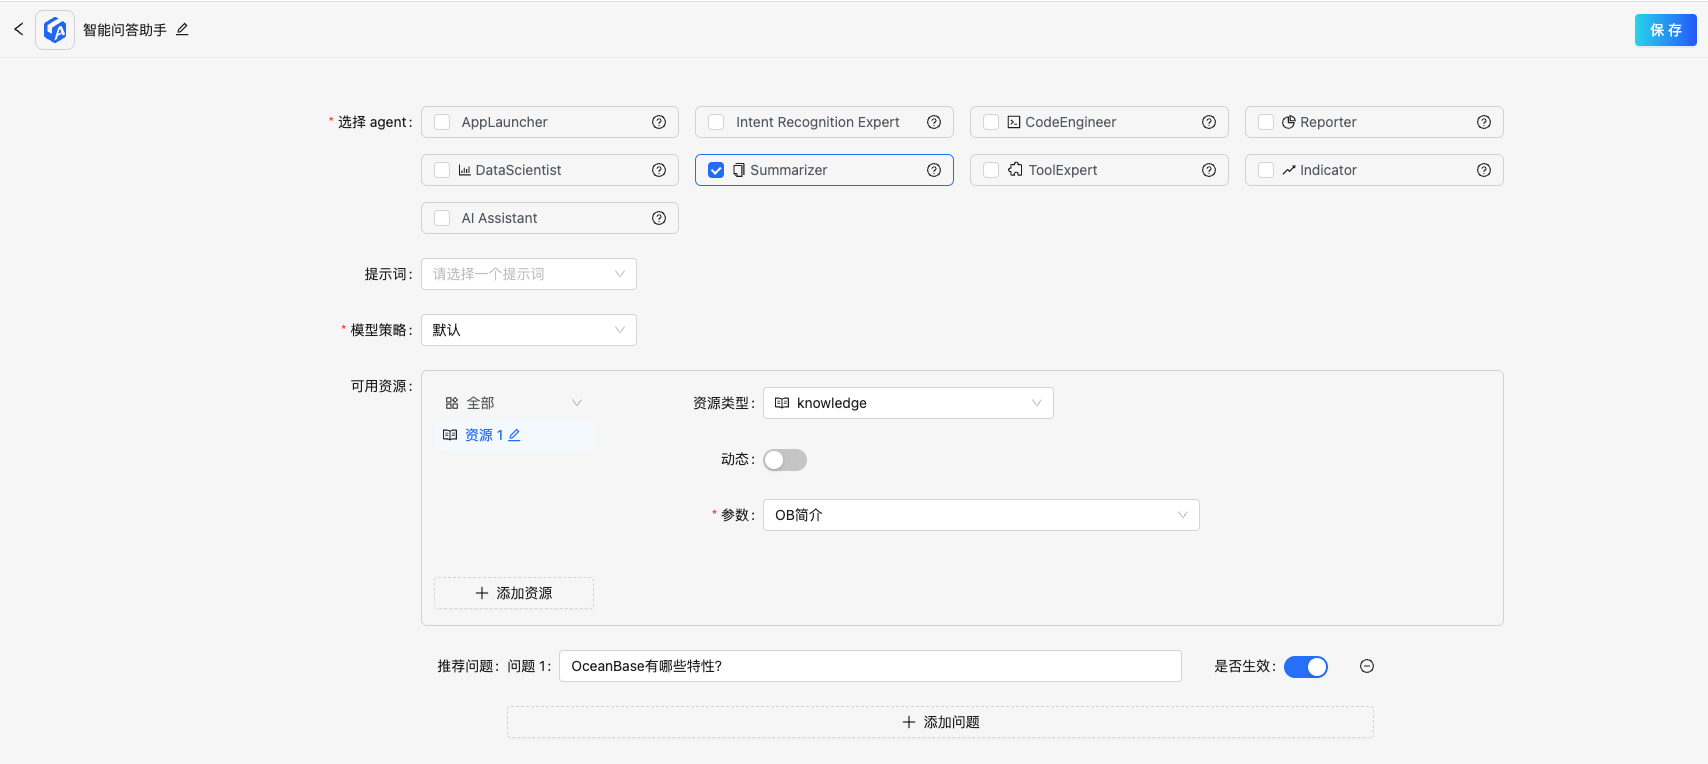 智能问答助手
保 存
* 选择 agent:
AppLauncher
Intent Recognition Expert
CodeEngineer
Reporter
DataScientist
Summarizer
ToolExpert
Indicator
AI Assistant
提示词:
请选择一个提示词
* 模型策略:
默认
可用资源:
全部
资源类型:
knowledge
资源 1
动态:
* 参数:
OB简介
添加资源
推荐问题: 问题 1:
OceanBase有哪些特性?
是否生效:
添加问题